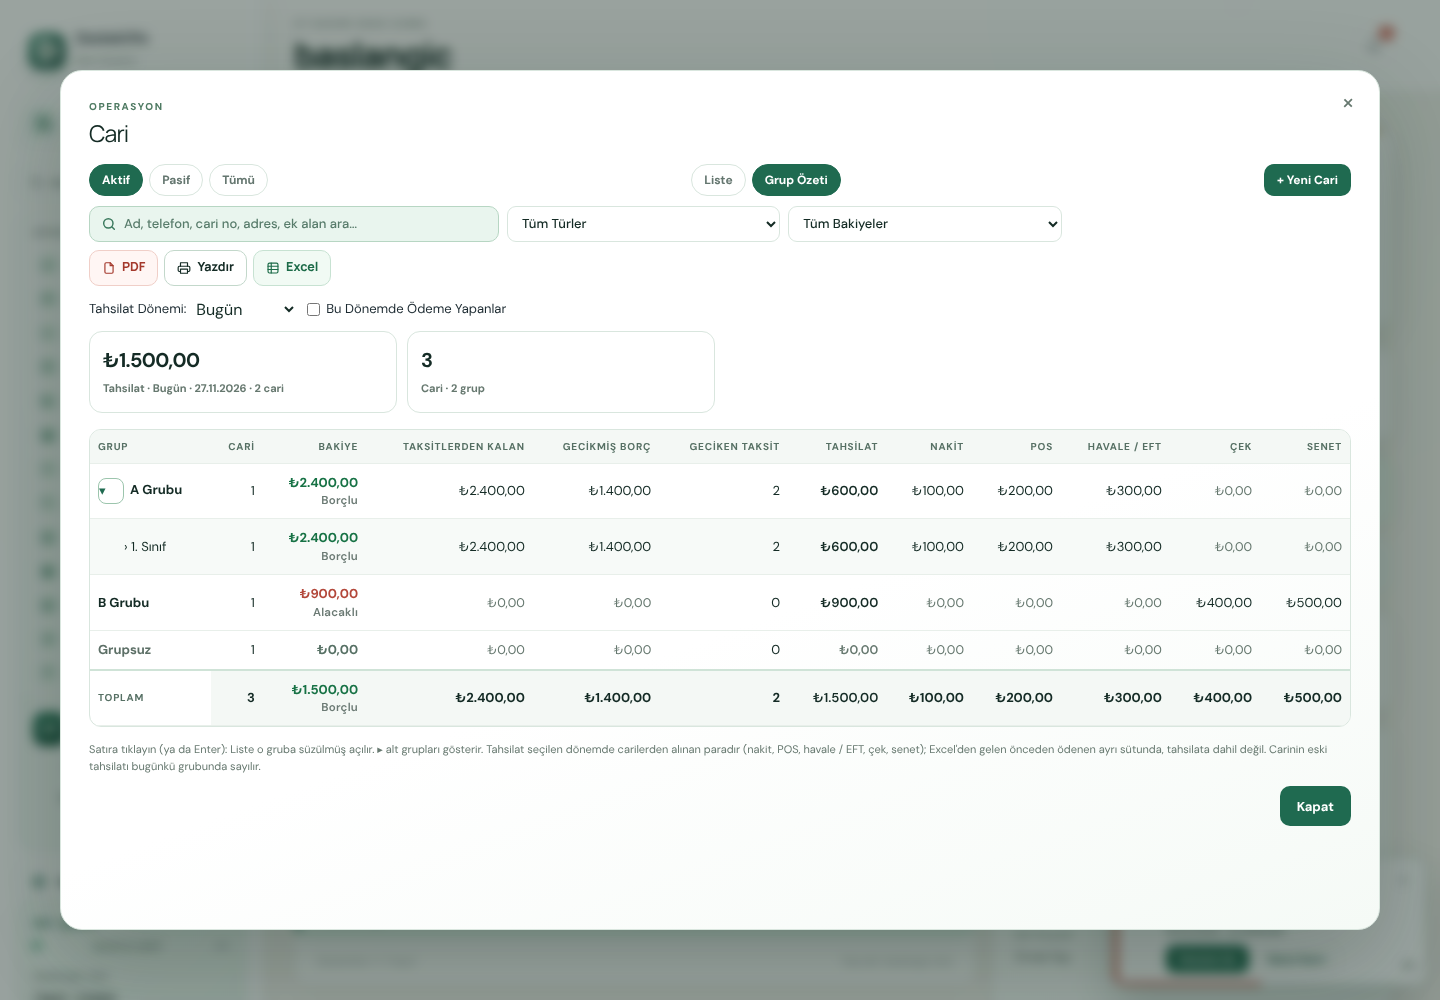 baslangic
OPERASYON
Cari
×
Aktif Pasif Tümü Liste Grup Özeti + Yeni Cari
Ad, telefon, cari no, adres, ek alan ara... Tüm Türler Tüm Bakiyeler
PDF Yazdır Excel
Tahsilat Dönemi: Bugün Bu Dönemde Ödeme Yapanlar
₺1.500,00
Tahsilat · Bugün · 27.11.2026 · 2 cari
3
Cari · 2 grup
GRUP CARİ BAKİYE TAKSİTLERDEN KALAN GECİKMİŞ BORÇ GECİKEN TAKSİT TAHSİLAT NAKİT POS HAVALE / EFT ÇEK SENET
▾ A Grubu 1 ₺2.400,00 Borçlu ₺2.400,00 ₺1.400,00 2 ₺600,00 ₺100,00 ₺200,00 ₺300,00 ₺0,00 ₺0,00
› 1. Sınıf 1 ₺2.400,00 Borçlu ₺2.400,00 ₺1.400,00 2 ₺600,00 ₺100,00 ₺200,00 ₺300,00 ₺0,00 ₺0,00
B Grubu 1 ₺900,00 Alacaklı ₺0,00 ₺0,00 0 ₺900,00 ₺0,00 ₺0,00 ₺0,00 ₺400,00 ₺500,00
Grupsuz 1 ₺0,00 ₺0,00 ₺0,00 0 ₺0,00 ₺0,00 ₺0,00 ₺0,00 ₺0,00 ₺0,00
TOPLAM 3 ₺1.500,00 Borçlu ₺2.400,00 ₺1.400,00 2 ₺1.500,00 ₺100,00 ₺200,00 ₺300,00 ₺400,00 ₺500,00
Satıra tıklayın (ya da Enter): Liste o gruba süzülmüş açılır. ▸ alt grupları gösterir. Tahsilat seçilen dönemde carilerden alınan paradır (nakit, POS, havale / EFT, çek, senet); Excel'den gelen önceden ödenen ayrı sütunda, tahsilata dahil değil. Carinin eski
tahsilatı bugünkü grubunda sayılır.
Kapat